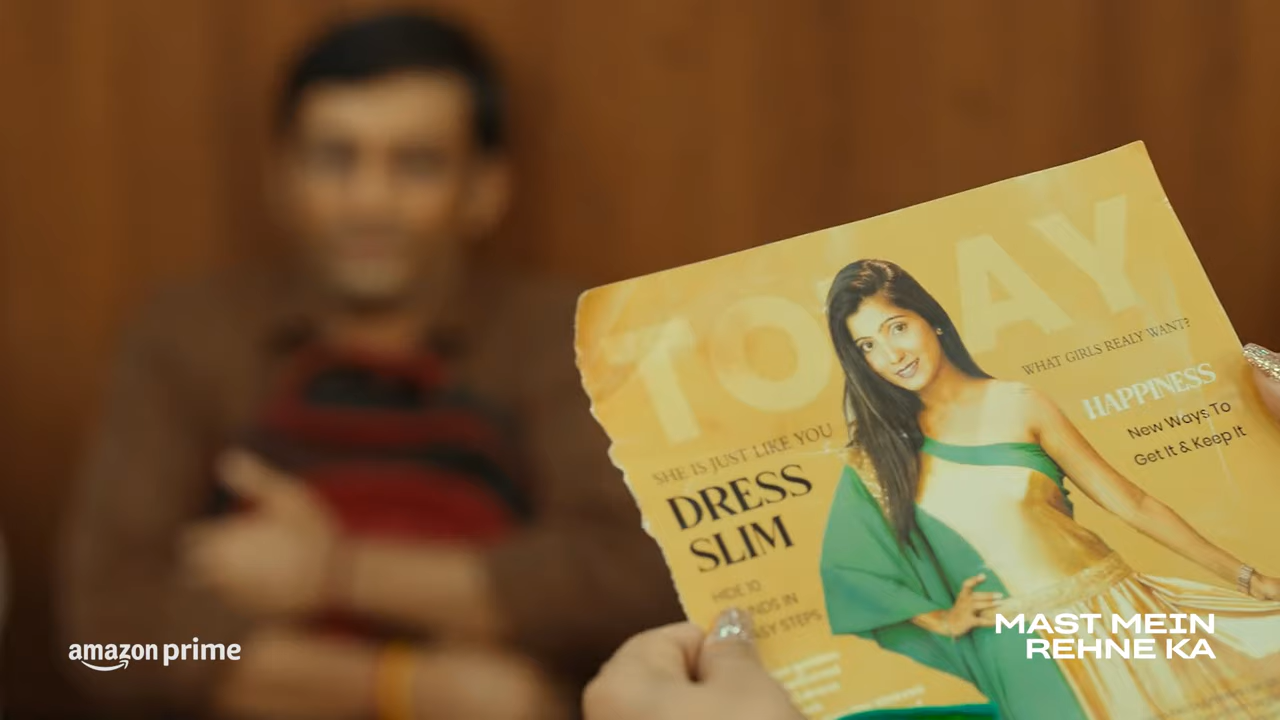 TODAY
WHAT GIRLS REALY WANT?
HAPPINESS
New Ways To
Get It & Keep It
SHE IS JUST LIKE YOU
DRESS
SLIM
HIDE 10
IN
STEPS
amazon prime
MAST MEIN
REHNE KA